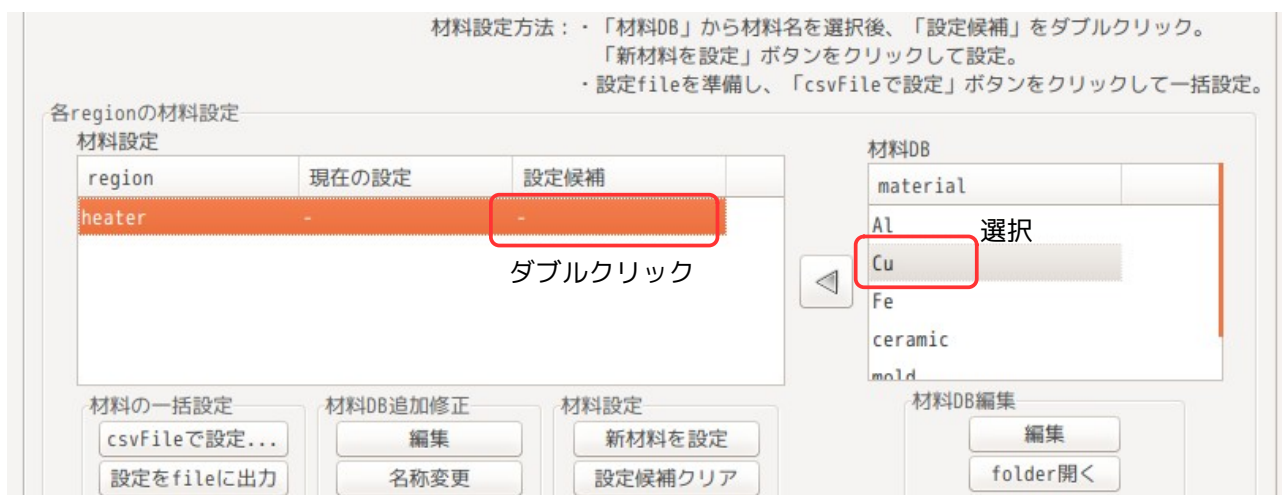 材料設定方法：・「材料DB」から材料名を選択後、「設定候補」をダブルクリック。
「新材料を設定」ボタンをクリックして設定。
・設定fileを準備し、「csvFileで設定」ボタンをクリックして一括設定。
各regionの材料設定
材料設定
region 現在の設定 設定候補
heater - -
ダブルクリック
材料DB
material
Al
選択
Cu
Fe
ceramic
mold
材料の一括設定
csvFileで設定...
設定をfileに出力
材料DB追加修正
編集
名称変更
材料設定
新材料を設定
設定候補クリア
材料DB編集
編集
folder開く